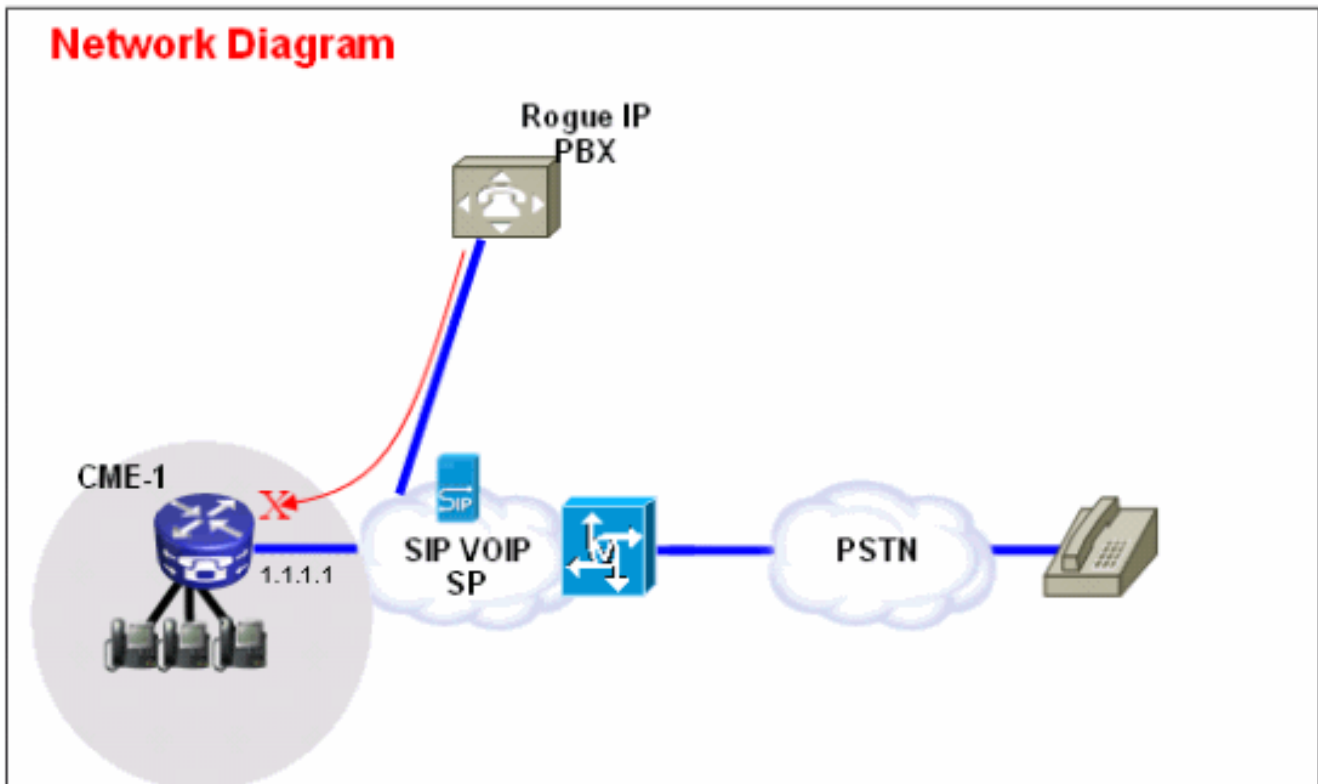 Network Diagram
Rogue IP
PBX
CME-1
X
1.1.1.1
SIP
SIP VOIP
SP
V
PSTN